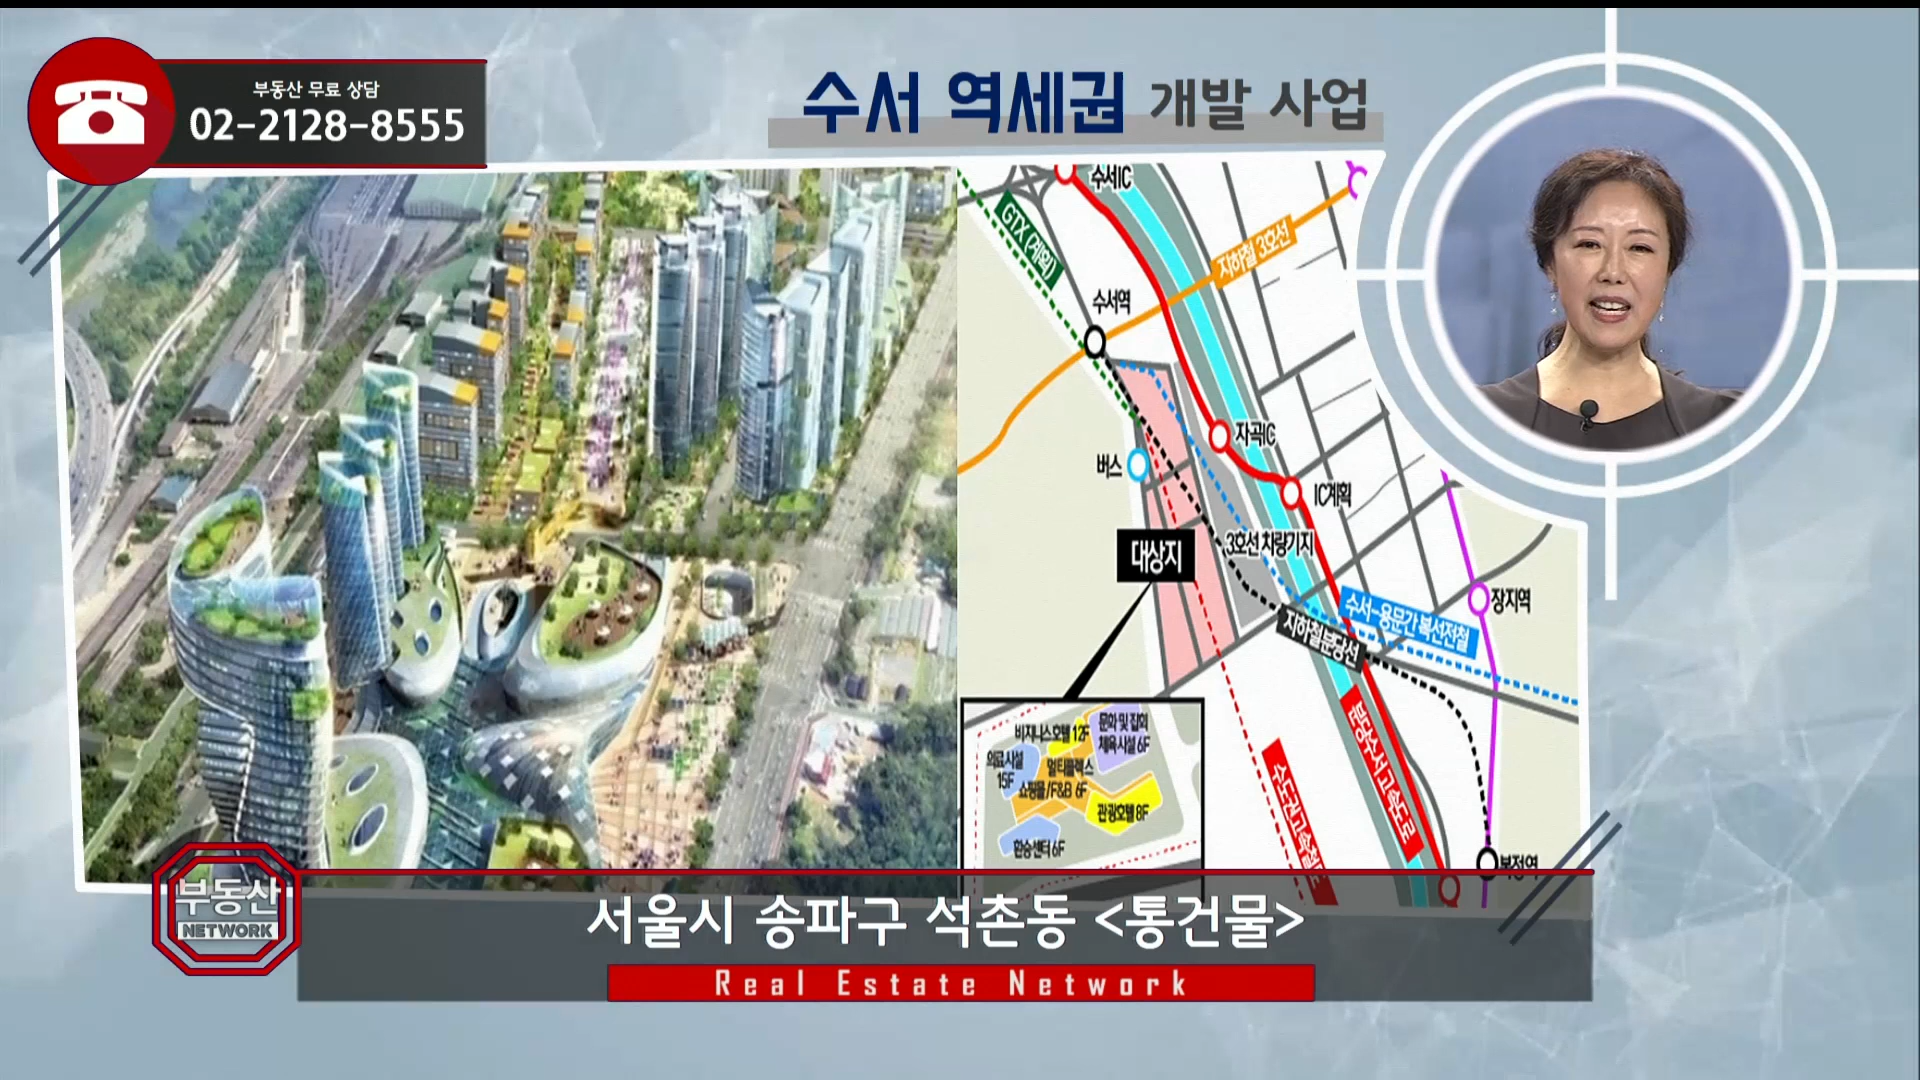 부동산 무료 상담
02-2128-8555
수서 역세권 개발 사업
수서IC
GTX (계획)
지하철 3호선
수서역
자곡IC
버스
IC계획
3호선 차량기지
대상지
장지역
수서-용문간 복선전철
지하철분당선
분당수서고속도로
수도권고속철
복정역
비지니스호텔 12F
문화 및 집회
체육시설 6F
의료시설
15F
멀티플렉스
쇼핑몰/F&B 6F
관광호텔 8F
환승센터 6F
부동산
NETWORK
서울시 송파구 석촌동 <통건물>
Real Estate Network